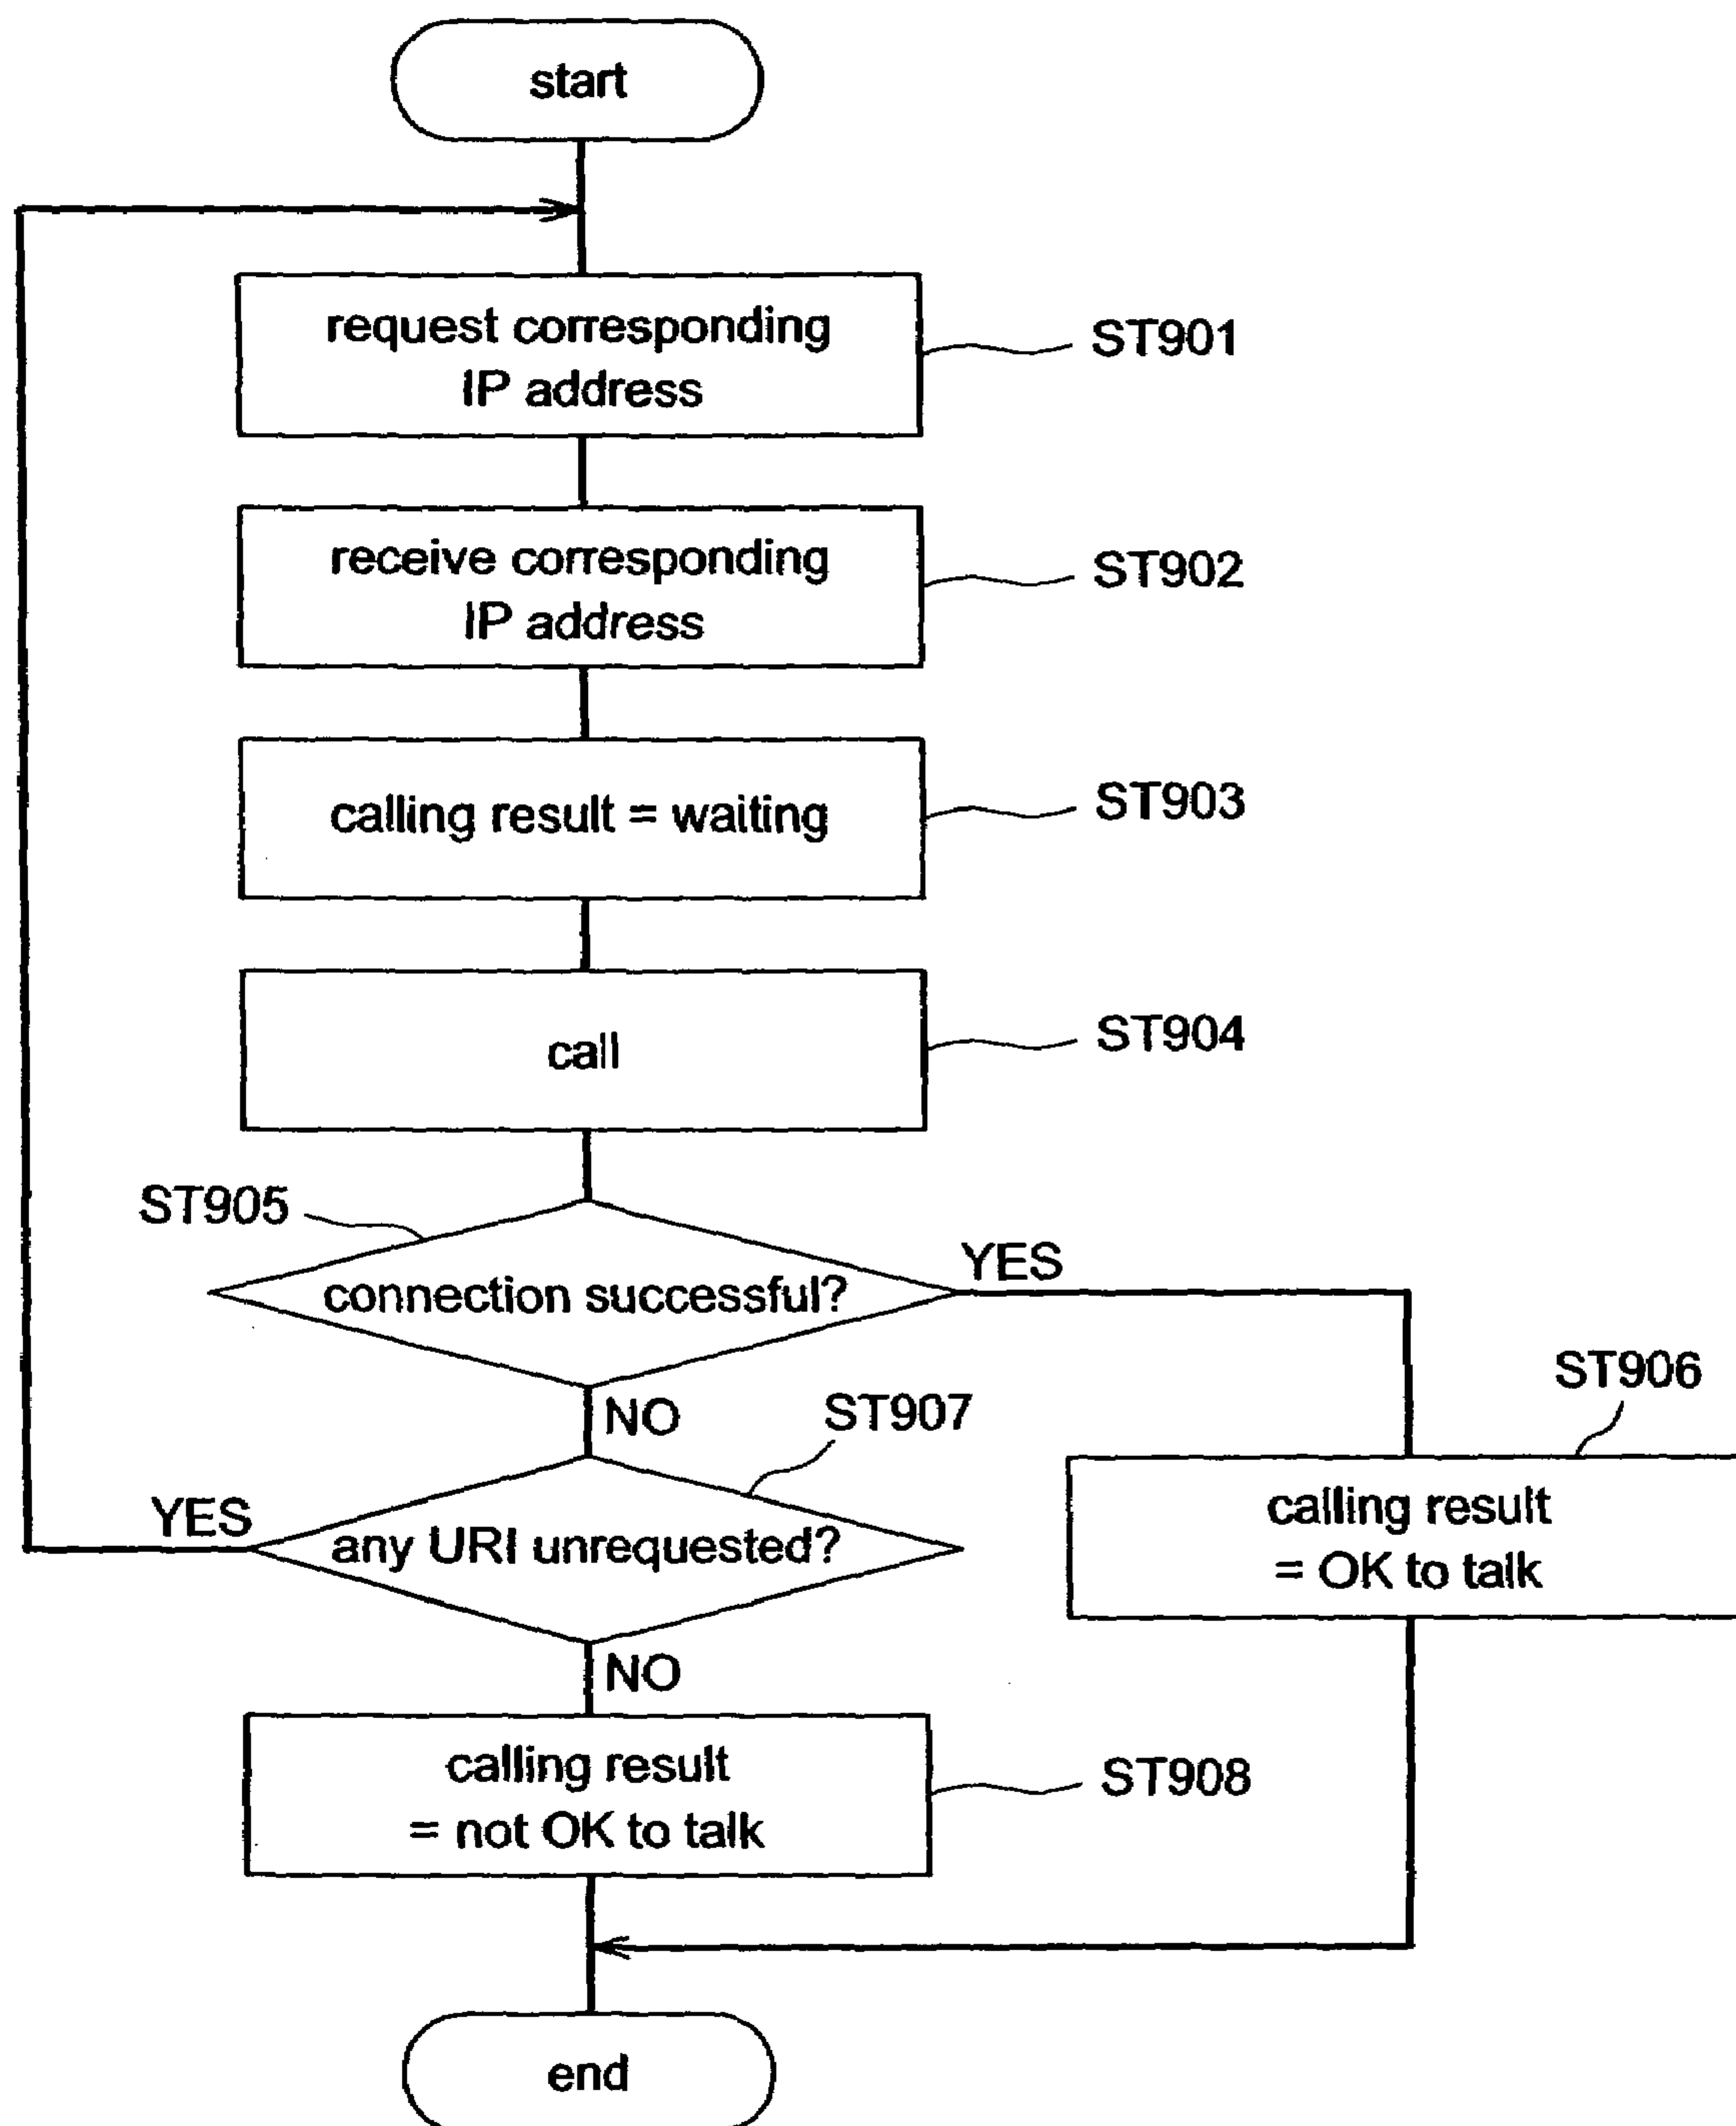 start
request corresponding
IP address
ST901
receive corresponding
IP address
ST902
calling result = waiting
ST903
call
ST904
ST905
connection successful?
YES
NO
ST907
ST906
YES
any URI unrequested?
calling result
= OK to talk
NO
calling result
= not OK to talk
ST908
end